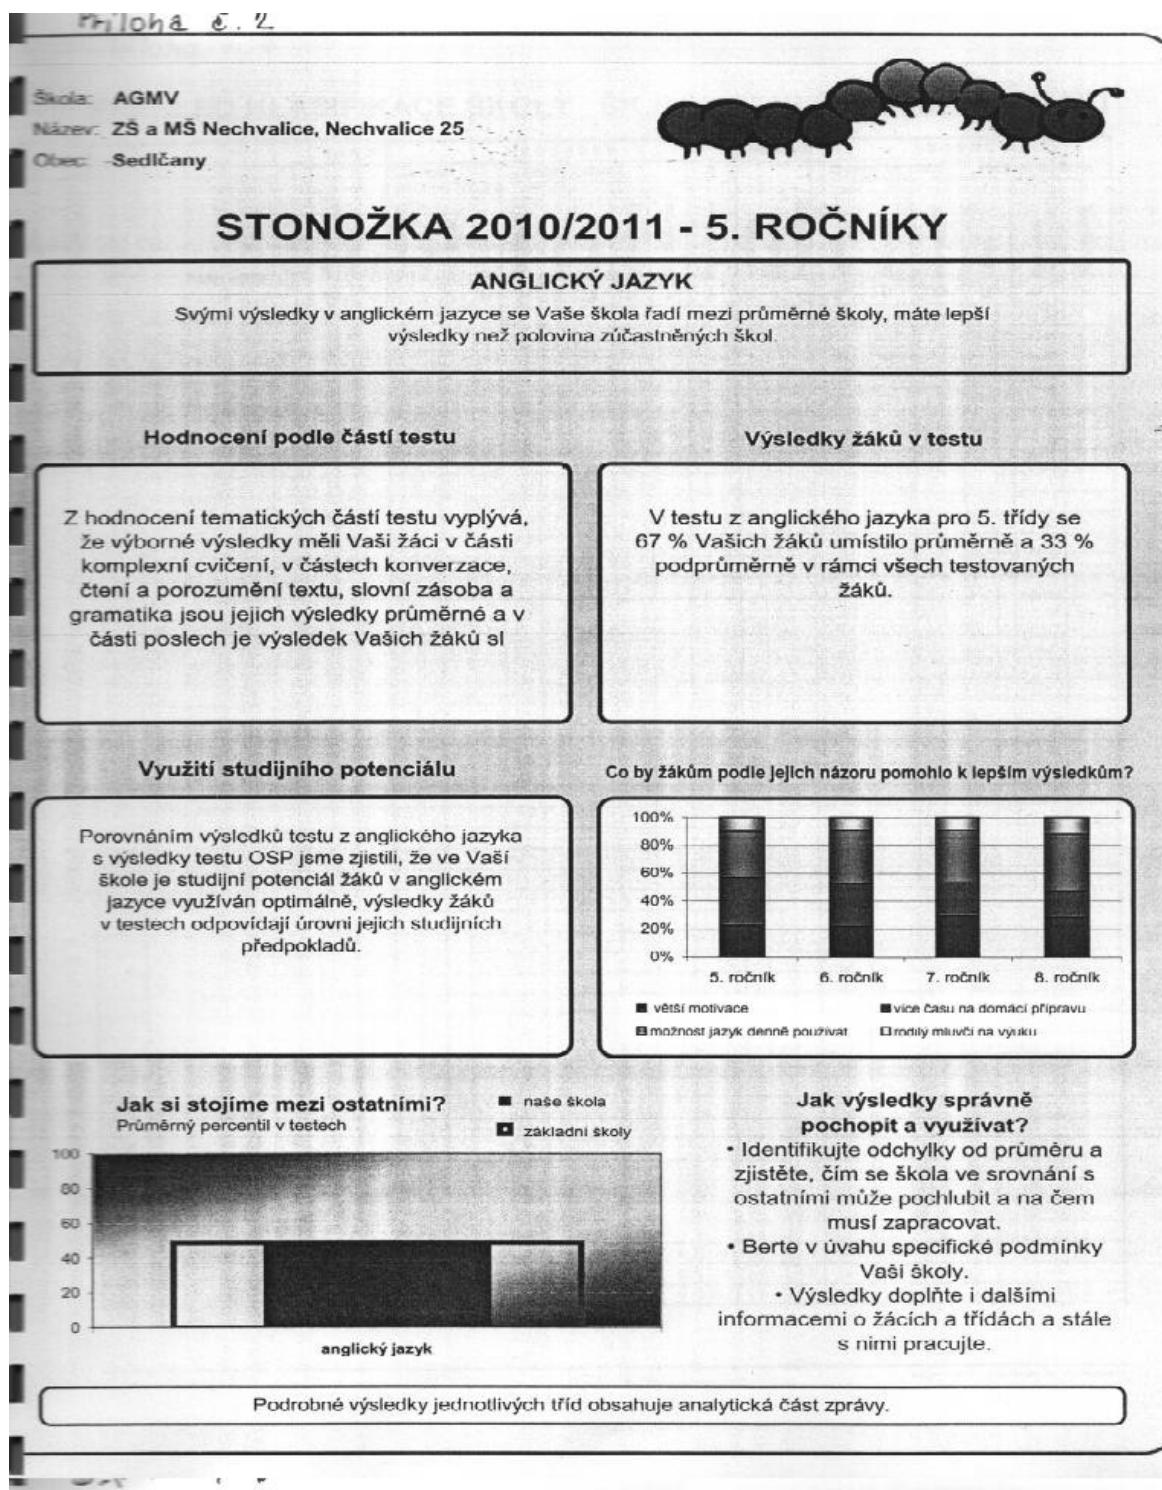 Příloha č. 2
Škola: AGMV
Název: ZŠ a MŠ Nechvalice, Nechvalice 25
Obec: Sedlčany
STONOŽKA 2010/2011 - 5. ROČNÍKY
ANGLICKÝ JAZYK
Svými výsledky v anglickém jazyce se Vaše škola řadí mezi průměrné školy, máte lepší
výsledky než polovina zúčastněných škol.
Hodnocení podle částí testu
Z hodnocení tematických částí testu vyplývá,
že výborné výsledky měli Vaši žáci v části
komplexní cvičení, v částech konverzace,
čtení a porozumění textu, slovní zásoba a
gramatika jsou jejich výsledky průměrné a v
části poslech je výsledek Vašich žáků sl
Výsledky žáků v testu
V testu z anglického jazyka pro 5. třídy se
67 % Vašich žáků umístilo průměrně a 33 %
podprůměrně v rámci všech testovaných
žáků.
Využití studijního potenciálu
Porovnáním výsledků testu z anglického jazyka
s výsledky testu OSP jsme zjistili, že ve Vaší
škole je studijní potenciál žáků v anglickém
jazyce využíván optimálně, výsledky žáků
v testech odpovídají úrovni jejich studijních
předpokladů.
Co by žákům podle jejich názoru pomohlo k lepším výsledkům?
100%
80%
60%
40%
20%
0%
5. ročník 6. ročník 7. ročník 8. ročník
větší motivace více času na domácí přípravu
možnost jazyk denně používat rodilý mluvčí na výuku
Jak si stojíme mezi ostatními?
Průměrný percentil v testech
naše škola
základní školy
100
80
60
40
20
0
anglický jazyk
Jak výsledky správně
pochopit a využívat?
• Identifikujte odchylky od průměru a
zjistěte, čím se škola ve srovnání s
ostatními může pochlubit a na čem
musí zapracovat.
• Berte v úvahu specifické podmínky
Vaší školy.
• Výsledky doplňte i dalšími
informacemi o žácích a třídách a stále
s nimi pracujte.
Podrobné výsledky jednotlivých tříd obsahuje analytická část zprávy.